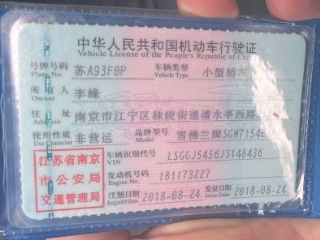 中华人民共和国机动车行驶证
Vehicle License of the People's Republic of China
号牌号码 苏A93F6P 车辆类型 小型轿车
Plate No. Vehicle Type
所有人 李峰
Owner
住址 南京市江宁区秣陵街道清水亭西路
Address
使用性质 非营运 品牌型号 雪佛兰牌SGM7154
Use Character Model
江苏省南京
市公安局
交通管理局
车辆识别代号 LSGGJ5456JS148436
VIN
发动机号码 181173227
Engine No.
注册日期 2018-08-24 发证日期 2018-08-24
Register Date Issue Date